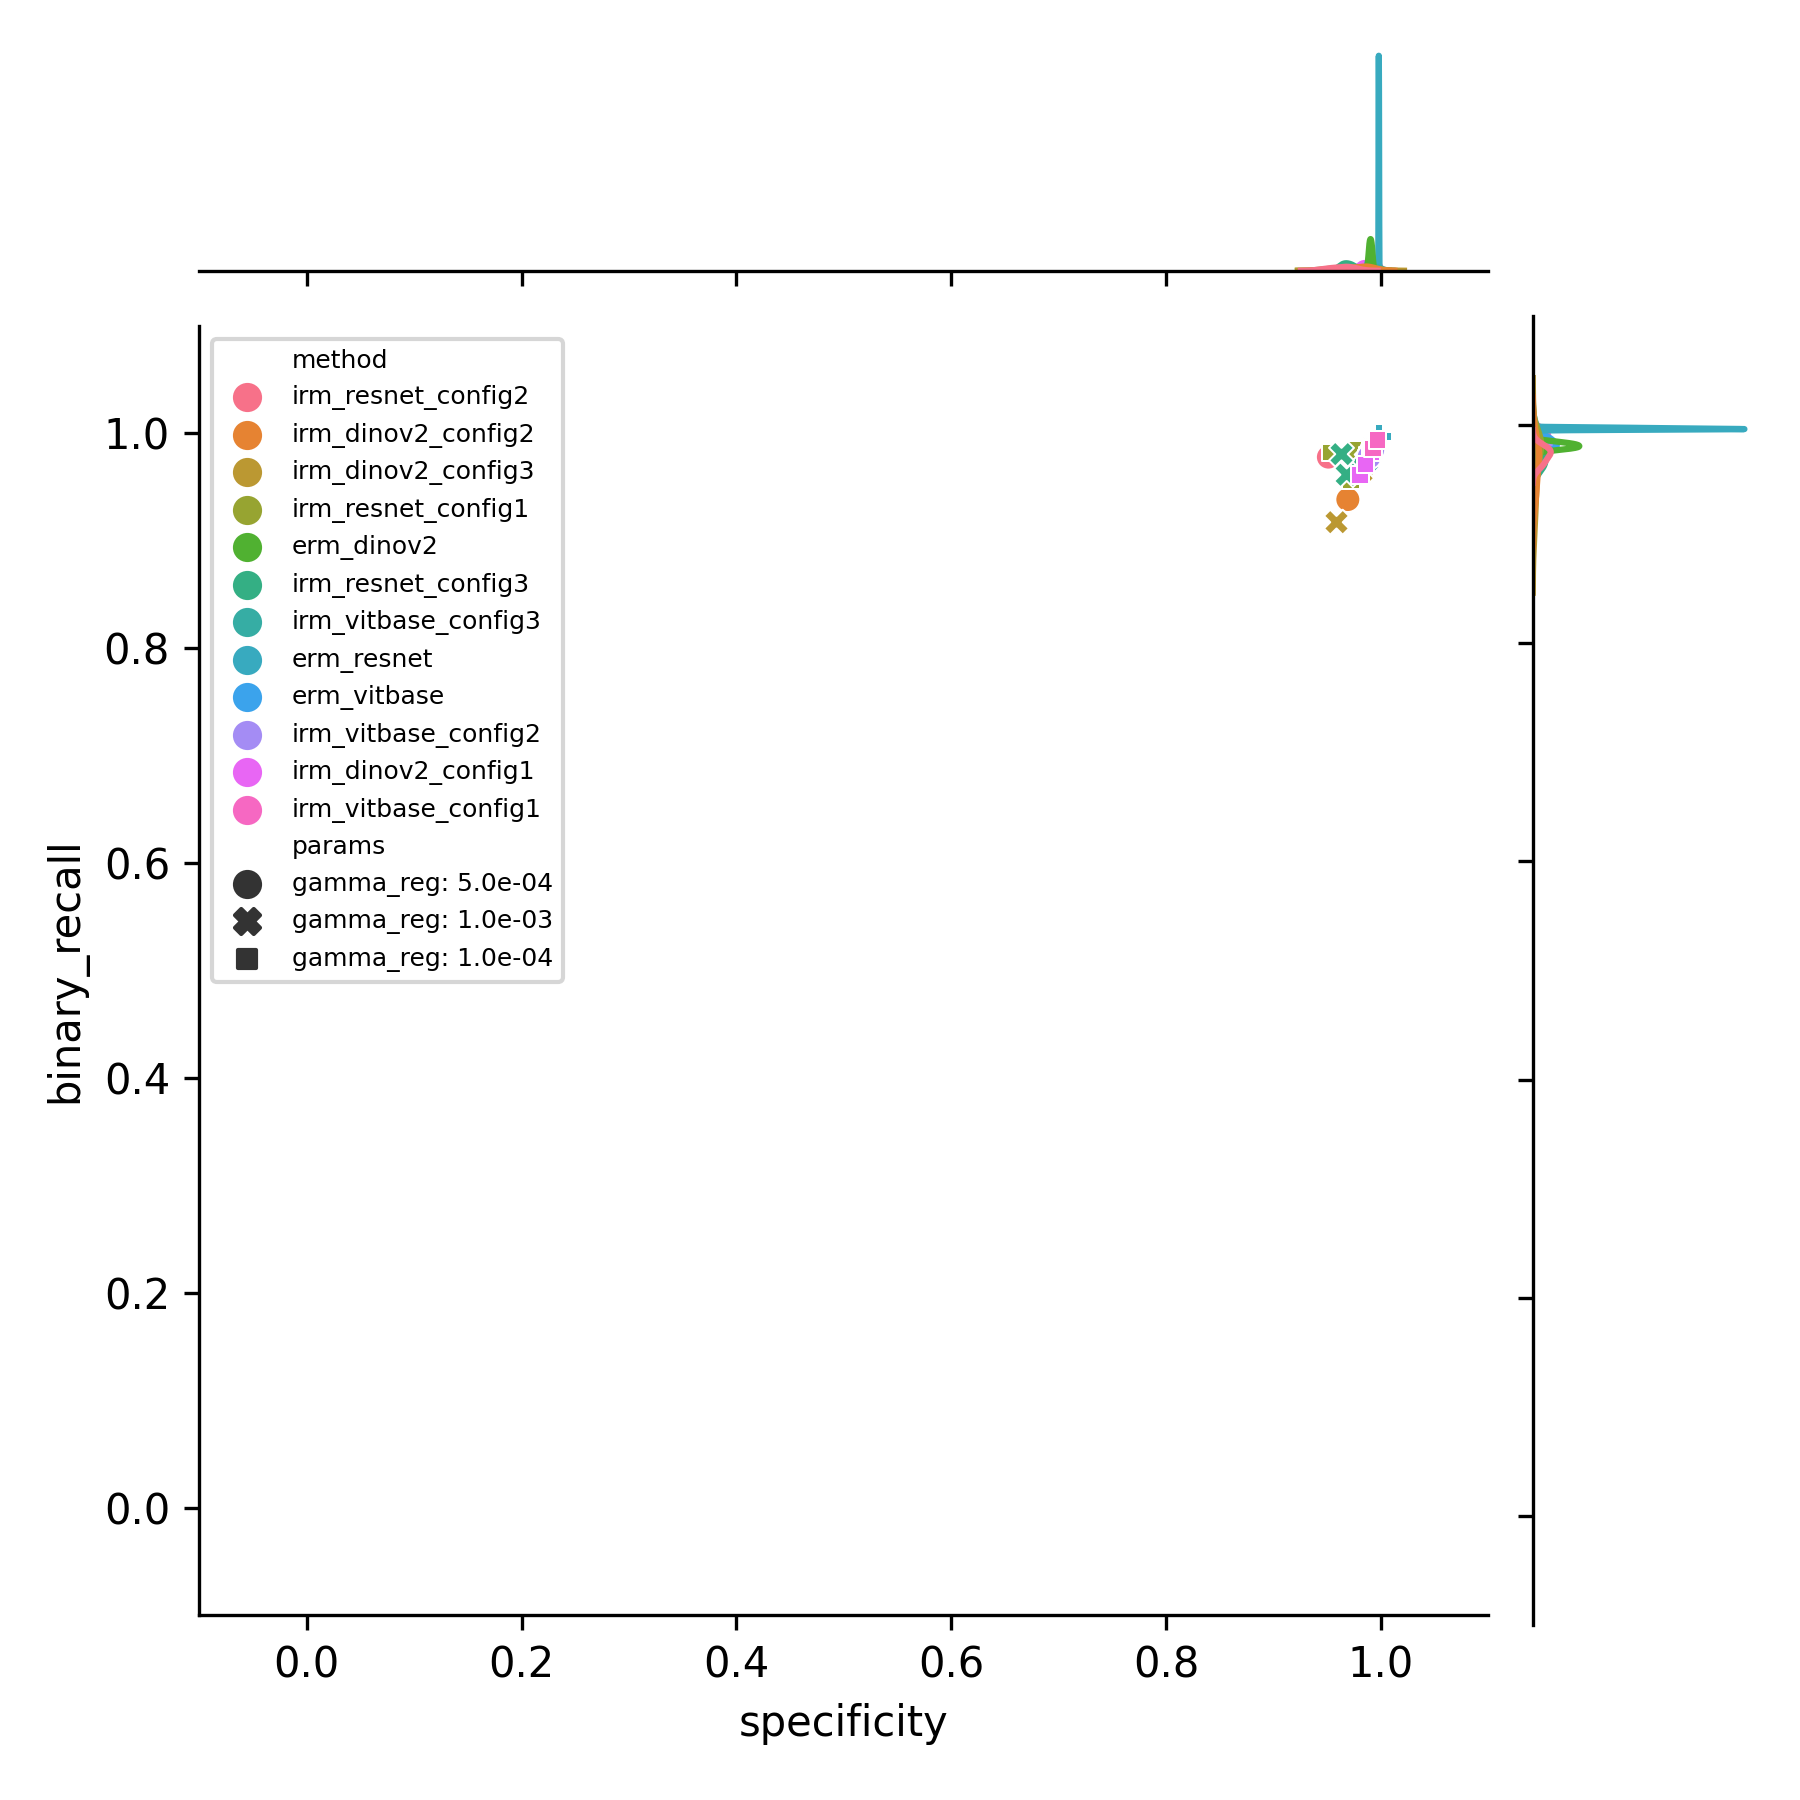 method
irm_resnet_config2
irm_dinov2_config2
irm_dinov2_config3
irm_resnet_config1
erm_dinov2
irm_resnet_config3
irm_vitbase_config3
erm_resnet
erm_vitbase
irm_vitbase_config2
irm_dinov2_config1
irm_vitbase_config1
params
gamma_reg: 5.0e-04
gamma_reg: 1.0e-03
gamma_reg: 1.0e-04
1.0
0.8
0.6
0.4
0.2
0.0
binary_recall
0.0 0.2 0.4 0.6 0.8 1.0
specificity